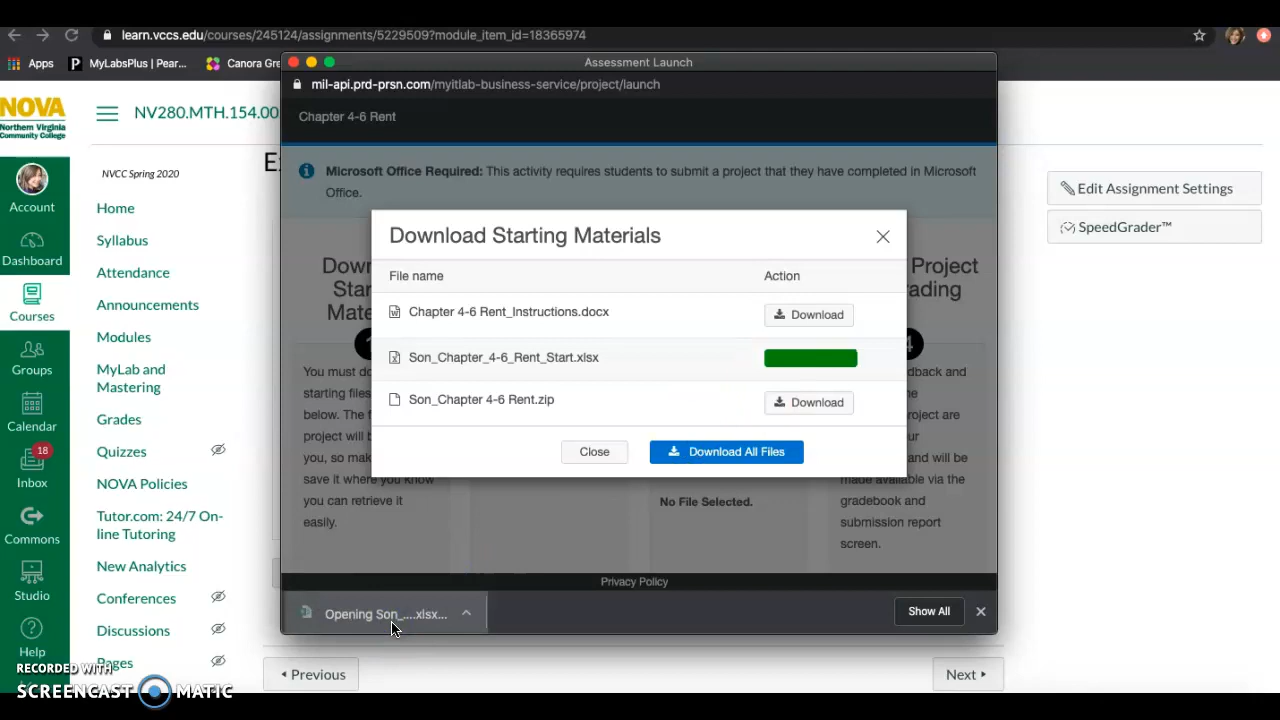 learn.vccs.edu/courses/245124/assignments/5229509?module_item_id=18365974
Apps
MyLabsPlus | Pear...
Canora Gre
Assessment Launch
mil-api.prd-prsn.com/myitlab-business-service/project/launch
NOVA
Northern Virginia
Community College
NV280.MTH.154.00
Chapter 4-6 Rent
NVCC Spring 2020
Microsoft Office Required: This activity requires students to submit a project that they have completed in Microsoft
Office.
Edit Assignment Settings
SpeedGrader™
Account
Dashboard
Courses
Groups
Calendar
18
Inbox
Commons
Studio
Help
Home
Syllabus
Attendance
Announcements
Modules
MyLab and
Mastering
Grades
Quizzes
NOVA Policies
Tutor.com: 24/7 On-
line Tutoring
New Analytics
Conferences
Discussions
Pages
Download Starting Materials
File name
Action
Chapter 4-6 Rent_Instructions.docx
Download
Son_Chapter_4-6_Rent_Start.xlsx
Son_Chapter 4-6 Rent.zip
Download
Close
Download All Files
Dow
Star
Mate
Project
ading
4
You must do
starting files
below. The f
project will b
you, so mak
save it where you know
you can retrieve it
easily.
No File Selected.
edback and
e
project are
ur
and will be
made available via the
gradebook and
submission report
screen.
Privacy Policy
Opening Son_....xlsx...
Show All
Previous
Next
RECORDED WITH
SCREENCAST MATIC